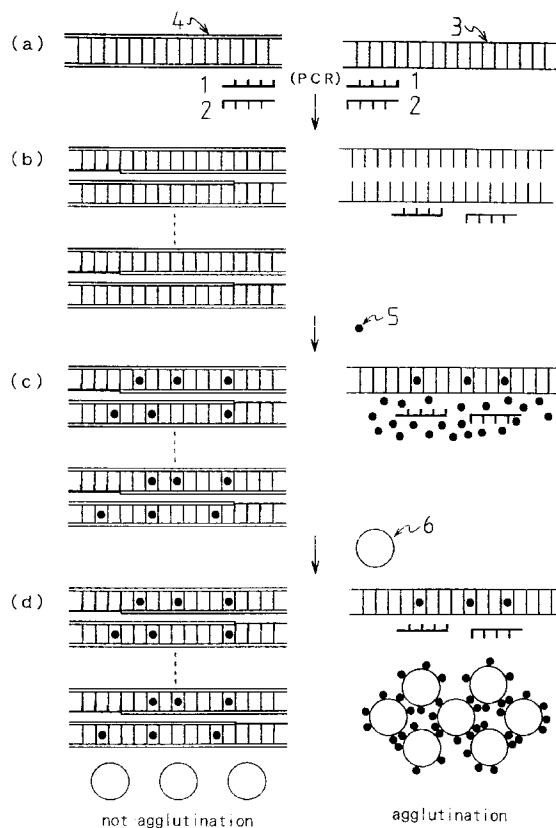 4
3
(a)
1 (PCR) 1
2 2
(b)
5
(c)
6
(d)
not agglutination
agglutination